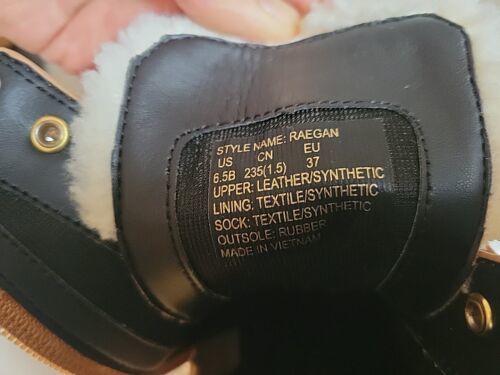 STYLE NAME: RAEGAN
US CN EU
6.5B 235(1.5) 37
UPPER: LEATHER/SYNTHETIC
LINING: TEXTILE/SYNTHETIC
SOCK: TEXTILE/SYNTHETIC
OUTSOLE: RUBBER
MADE IN VIETNAM